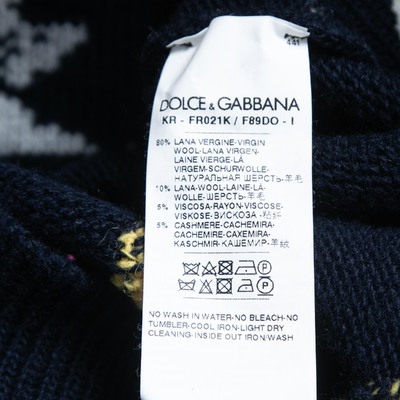 DOLCE & GABBANA
KR - FR021K / F89DO - I
80% LANA VERGINE-VIRGIN
WOOL-LANA VIRGEN-
LAINE VIERGE-LÃ
VIRGEM-SCHURWOLLE-
НАТУРАЛЬНАЯ ШЕРСТЬ-羊毛
10% LANA-WOOL-LAINE-LÃ-
WOLLE-ШЕРСТЬ-羊毛
5% VISCOSA-RAYON-VISCOSE-
VISKOSE-ВИСКОЗА-粘纤
5% CASHMERE-CACHEMIRE-
CACHEMIRE-CAXEMIRA-
KASCHMIR-КАШЕМИР-羊绒
NO WASH IN WATER-NO BLEACH-NO
TUMBLER-COOL IRON-LIGHT DRY
CLEANING-INSIDE OUT IRON/WASH